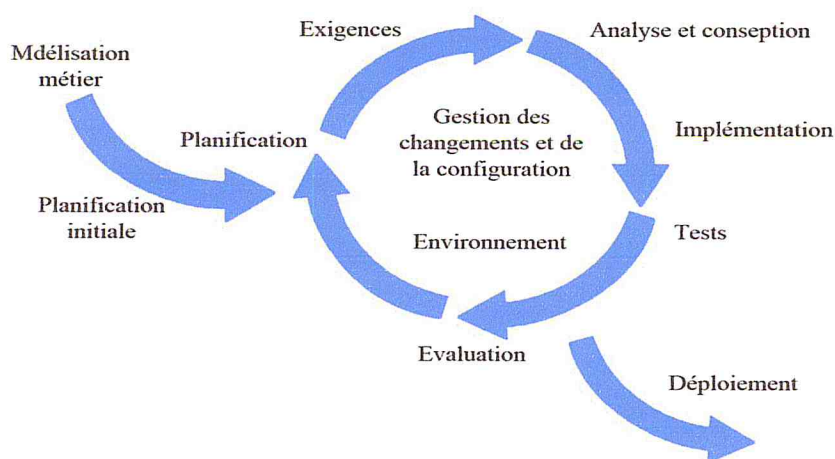 Exigences
Analyse et conseption
Mdélisation
métier
Gestion des
changements et de
la configuration
Planification
Implémentation
Planification
initiale
Environnement
Tests
Evaluation
Déploiement